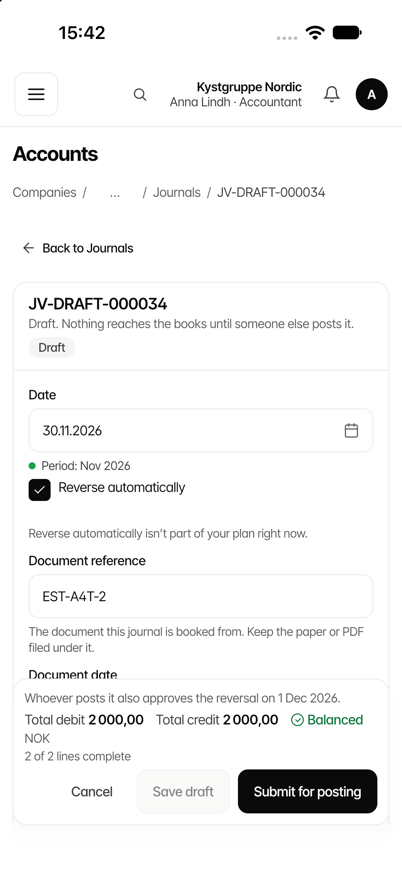 15:42
Kystgruppe Nordic
Anna Lindh · Accountant
A
Accounts
Companies / ... / Journals / JV-DRAFT-000034
Back to Journals
JV-DRAFT-000034
Draft. Nothing reaches the books until someone else posts it.
Draft
Date
30.11.2026
Period: Nov 2026
Reverse automatically
Reverse automatically isn’t part of your plan right now.
Document reference
EST-A4T-2
The document this journal is booked from. Keep the paper or PDF
filed under it.
Document date
Whoever posts it also approves the reversal on 1 Dec 2026.
Total debit 2 000,00 Total credit 2 000,00 Balanced
NOK
2 of 2 lines complete
Cancel Save draft Submit for posting